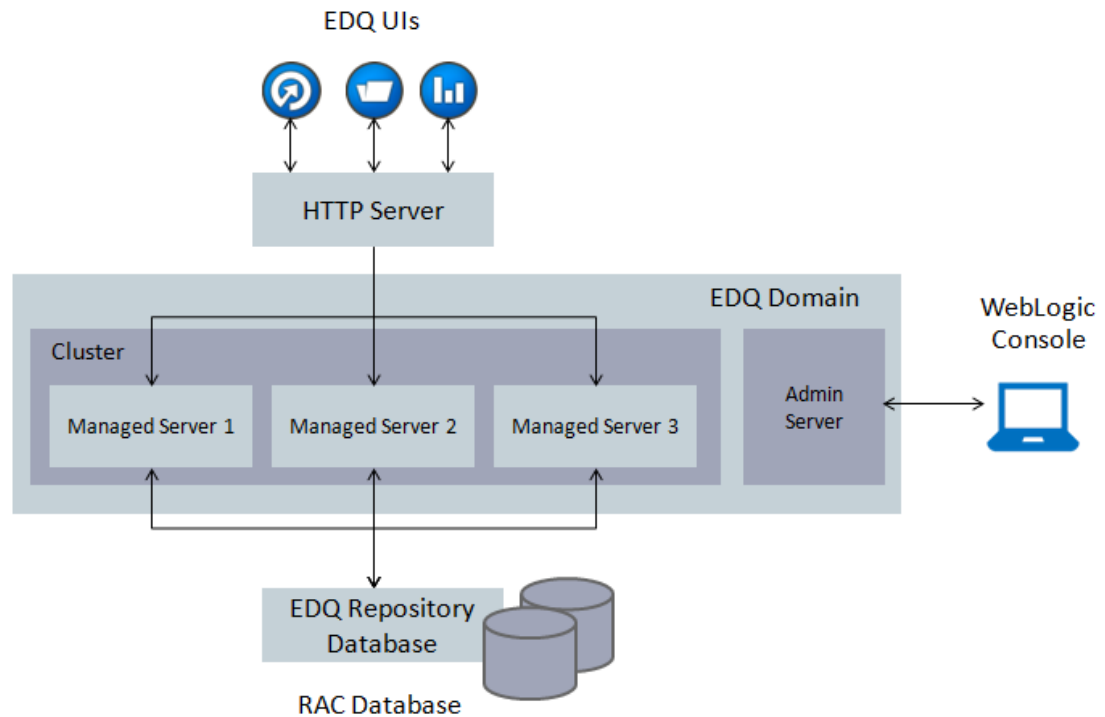 EDQ UIs
HTTP Server
EDQ Domain
WebLogic
Console
Cluster
Managed Server 1
Managed Server 2
Managed Server 3
Admin
Server
EDQ Repository
Database
RAC Database